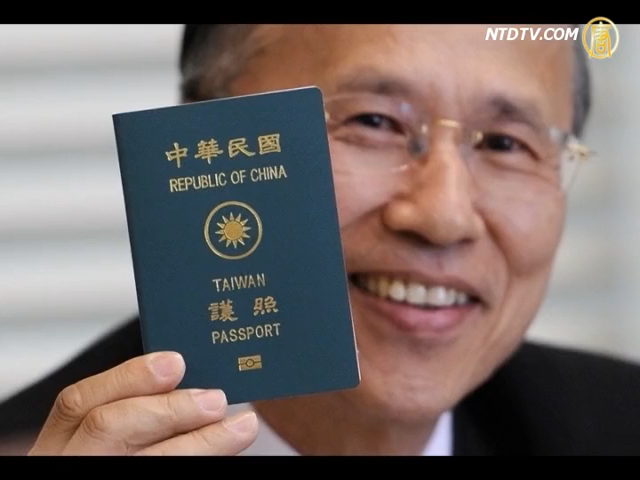 NTDTV.COM
中華民國
REPUBLIC OF CHINA
TAIWAN
護照
PASSPORT